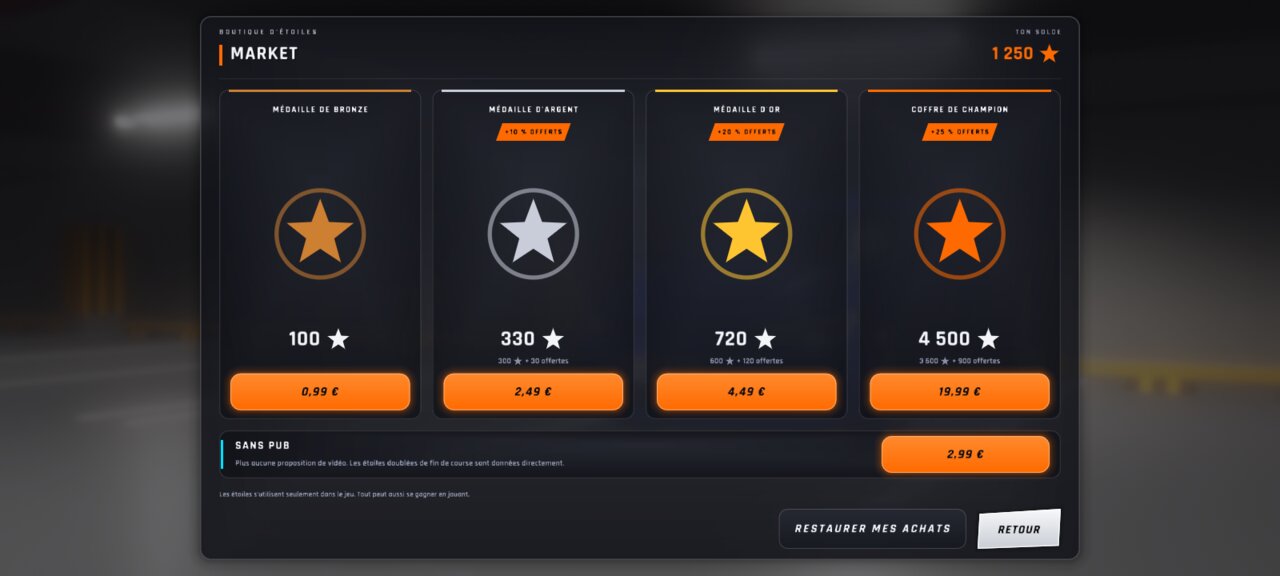 BOUTIQUE D'ÉTOILES
TON SOLDE
MARKET
1 250 ★
MÉDAILLE DE BRONZE
100 ★
0,99 €
MÉDAILLE D'ARGENT
+10 % OFFERTS
330 ★
300 ★ + 30 offertes
2,49 €
MÉDAILLE D'OR
+20 % OFFERTS
720 ★
600 ★ + 120 offertes
4,49 €
COFFRE DE CHAMPION
+25 % OFFERTS
4 500 ★
3 600 ★ + 900 offertes
19,99 €
SANS PUB
Plus aucune proposition de vidéo. Les étoiles doublées de fin de course sont données directement.
2,99 €
Les étoiles s'utilisent seulement dans le jeu. Tout peut aussi se gagner en jouant.
RESTAURER MES ACHATS
RETOUR